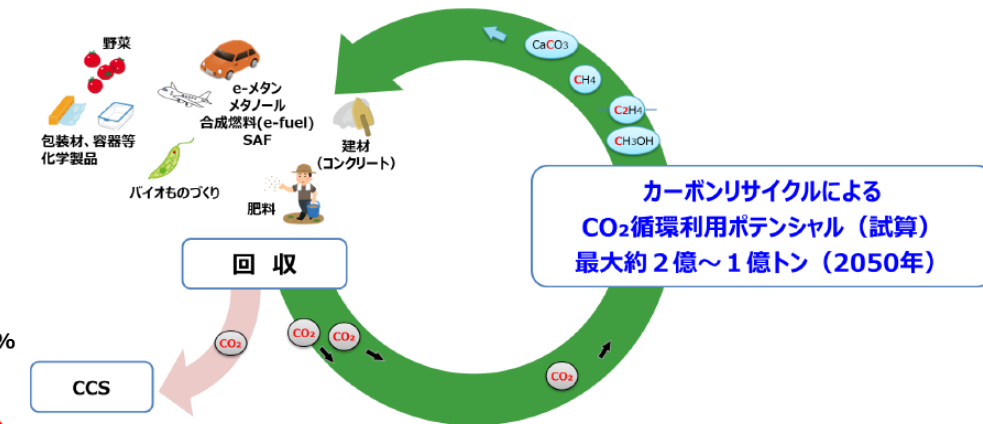 野菜
e-メタン
メタノール
合成燃料(e-fuel)
SAF
包装材、容器等
化学製品
建材
(コンクリート)
バイオものづくり
肥料
CaCO₃
CH₄
C₂H₄
CH₃OH
カーボンリサイクルによる
CO₂循環利用ポテンシャル（試算）
最大約２億～１億トン（2050年）
回 収
CO₂
CO₂
CO₂
CO₂
%
CCS